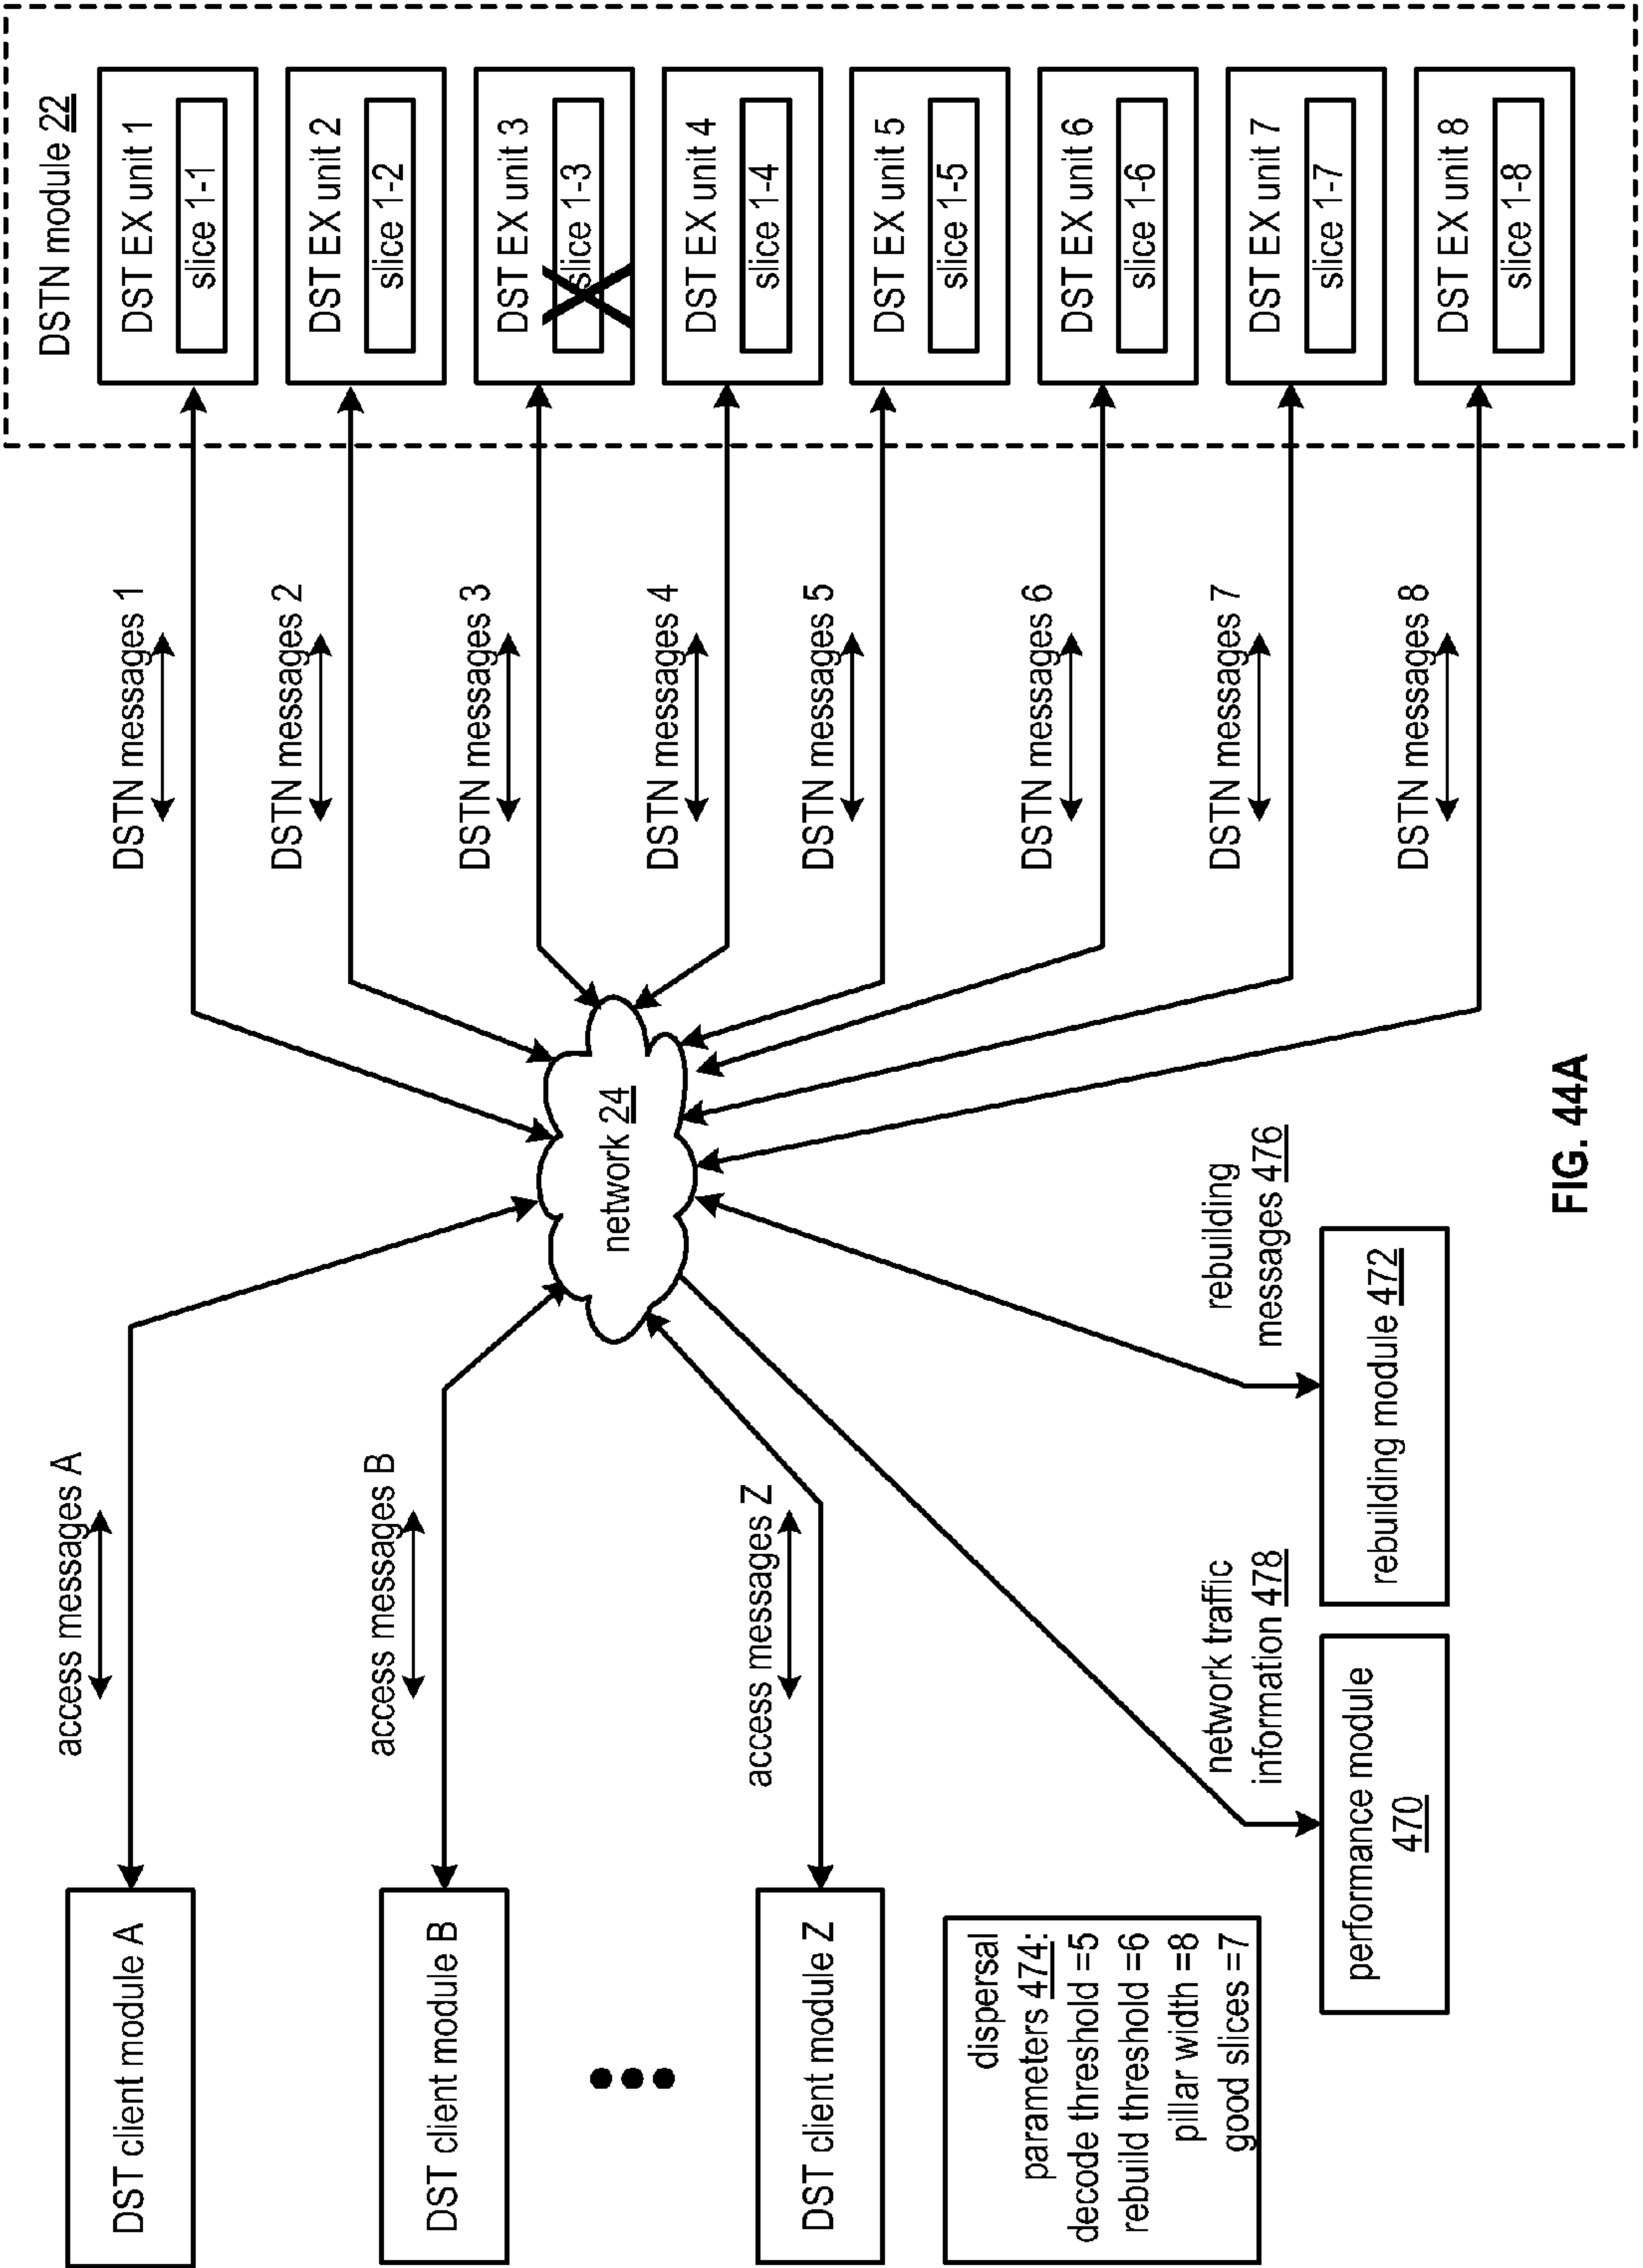 DSTN module 22
DST client module A
access messages A
DSTN messages 1
DST EX unit 1
slice 1-1
DSTN messages 2
DST EX unit 2
slice 1-2
DST client module B
access messages B
DSTN messages 3
DST EX unit 3
slice 1-3
network 24
DSTN messages 4
DST EX unit 4
slice 1-4
DST client module Z
access messages Z
DSTN messages 5
DST EX unit 5
slice 1-5
DSTN messages 6
DST EX unit 6
slice 1-6
dispersal
parameters 474:
decode threshold =5
rebuild threshold =6
pillar width =8
good slices =7
network traffic
information 478
rebuilding
messages 476
DSTN messages 7
DST EX unit 7
slice 1-7
performance module
470
rebuilding module 472
DSTN messages 8
DST EX unit 8
slice 1-8
FIG. 44A